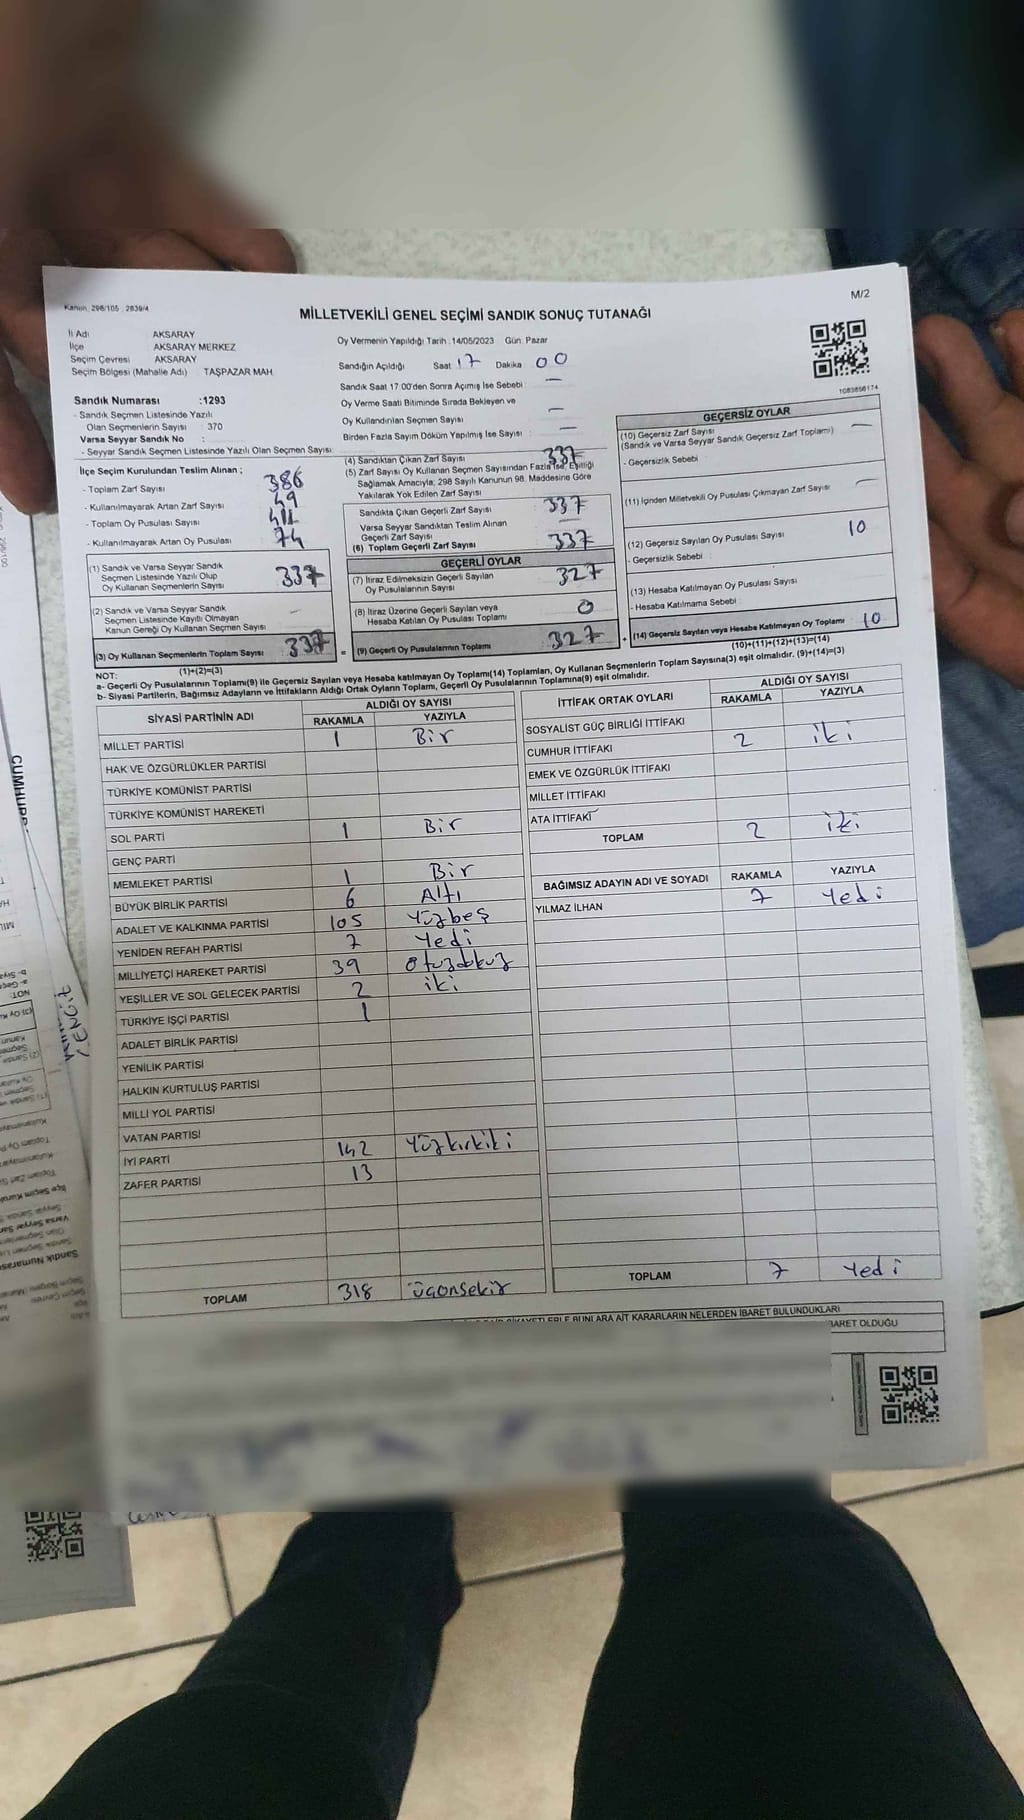 M/2
Kanun: 298/105 : 2839/4
MİLLETVEKİLİ GENEL SEÇİMİ SANDIK SONUÇ TUTANAĞI
İl Adı AKSARAY
İlçe AKSARAY MERKEZ
Seçim Çevresi AKSARAY
Seçim Bölgesi (Mahalle Adı) : TAŞPAZAR MAH.
Oy Vermenin Yapıldığı Tarih : 14/05/2023 Gün: Pazar
Sandığın Açıldığı Saat 17 Dakika 00
Sandık Saat 17:00'den Sonra Açımış İse Sebebi : —
Oy Verme Saati Bitiminde Sırada Bekleyen ve
Oy Kullandırılan Seçmen Sayısı : —
Birden Fazla Sayım Döküm Yapılmış İse Sayısı : —
1083856174
Sandık Numarası :1293
- Sandık Seçmen Listesinde Yazılı
Olan Seçmenlerin Sayısı : 370
Varsa Seyyar Sandık No :
- Seyyar Sandık Seçmen Listesinde Yazılı Olan Seçmen Sayısı:
İlçe Seçim Kurulundan Teslim Alınan ;
- Toplam Zarf Sayısı 386
- Kullanılmayarak Artan Zarf Sayısı 49
- Toplam Oy Pusulası Sayısı 411
- Kullanılmayarak Artan Oy Pusulası 74
(1) Sandık ve Varsa Seyyar Sandık
Seçmen Listesinde Yazılı Olup
Oy Kullanan Seçmenlerin Sayısı 337
(2) Sandık ve Varsa Seyyar Sandık
Seçmen Listesinde Kayıtlı Olmayan
Kanun Gereği Oy Kullanan Seçmen Sayısı —
(3) Oy Kullanan Seçmenlerin Toplam Sayısı 337
(1)+(2)=(3)
(4) Sandıktan Çıkan Zarf Sayısı 337
(5) Zarf Sayısı Oy Kullanan Seçmen Sayısından Fazla İse, Eşitliği
Sağlamak Amacıyla, 298 Sayılı Kanunun 98. Maddesine Göre
Yakılarak Yok Edilen Zarf Sayısı
Sandıkta Çıkan Geçerli Zarf Sayısı 337
Varsa Seyyar Sandıktan Teslim Alınan
Geçerli Zarf Sayısı —
(6) Toplam Geçerli Zarf Sayısı 337
GEÇERLİ OYLAR
(7) İtiraz Edilmeksizin Geçerli Sayılan
Oy Pusulalarının Sayısı 327
(8) İtiraz Üzerine Geçerli Sayılan veya
Hesaba Katılan Oy Pusulası Toplamı 0
= (9) Geçerli Oy Pusulalarının Toplamı 327
GEÇERSİZ OYLAR
(10) Geçersiz Zarf Sayısı
(Sandık ve Varsa Seyyar Sandık Geçersiz Zarf Toplamı) —
- Geçersizlik Sebebi :
(11) İçinden Milletvekili Oy Pusulası Çıkmayan Zarf Sayısı —
(12) Geçersiz Sayılan Oy Pusulası Sayısı 10
- Geçersizlik Sebebi :
(13) Hesaba Katılmayan Oy Pusulası Sayısı
- Hesaba Katılmama Sebebi
+ (14) Geçersiz Sayılan veya Hesaba Katılmayan Oy Toplamı 10
(10)+(11)+(12)+(13)=(14)
NOT:
a- Geçerli Oy Pusulalarının Toplamı(9) ile Geçersiz Sayılan veya Hesaba katılmayan Oy Toplamı(14) Toplamları, Oy Kullanan Seçmenlerin Toplam Sayısına(3) eşit olmalıdır. (9)+(14)=(3)
b- Siyasi Partilerin, Bağımsız Adayların ve İttifakların Aldığı Ortak Oyların Toplamı, Geçerli Oy Pusulalarının Toplamına(9) eşit olmalıdır.
SİYASİ PARTİNİN ADI ALDIĞI OY SAYISI
RAKAMLA YAZIYLA
MİLLET PARTİSİ 1 Bir
HAK VE ÖZGÜRLÜKLER PARTİSİ
TÜRKİYE KOMÜNİST PARTİSİ
TÜRKİYE KOMÜNİST HAREKETİ
SOL PARTİ 1 Bir
GENÇ PARTİ
MEMLEKET PARTİSİ 1 Bir
BÜYÜK BİRLİK PARTİSİ 6 Altı
ADALET VE KALKINMA PARTİSİ 105 Yüzbeş
YENİDEN REFAH PARTİSİ 7 Yedi
MİLLİYETÇİ HAREKET PARTİSİ 39 Otuzdokuz
YEŞİLLER VE SOL GELECEK PARTİSİ 2 iki
TÜRKİYE İŞÇİ PARTİSİ 1
ADALET BİRLİK PARTİSİ
YENİLİK PARTİSİ
HALKIN KURTULUŞ PARTİSİ
MİLLİ YOL PARTİSİ
VATAN PARTİSİ
İYİ PARTİ 142 Yüzkırkiki
ZAFER PARTİSİ 13
TOPLAM 318 üçonsekiz
İTTİFAK ORTAK OYLARI ALDIĞI OY SAYISI
RAKAMLA YAZIYLA
SOSYALİST GÜÇ BİRLİĞİ İTTİFAKI
CUMHUR İTTİFAKI 2 iki
EMEK VE ÖZGÜRLÜK İTTİFAKI
MİLLET İTTİFAKI
ATA İTTİFAKI
TOPLAM 2 iki
BAĞIMSIZ ADAYIN ADI VE SOYADI RAKAMLA YAZIYLA
YILMAZ İLHAN 7 Yedi
TOPLAM 7 Yedi
BUNLARA AİT KARARLARIN NELERDEN İBARET BULUNDUKLARI
İBARET OLDUĞU